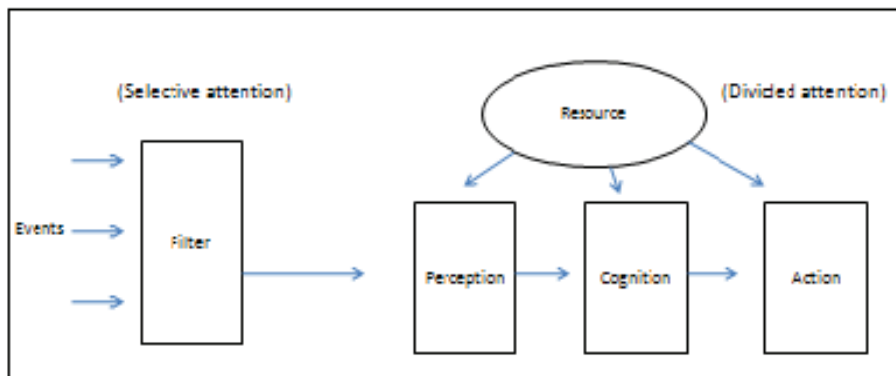 (Selective attention)
(Divided attention)
Resource
Events
Filter
Perception
Cognition
Action